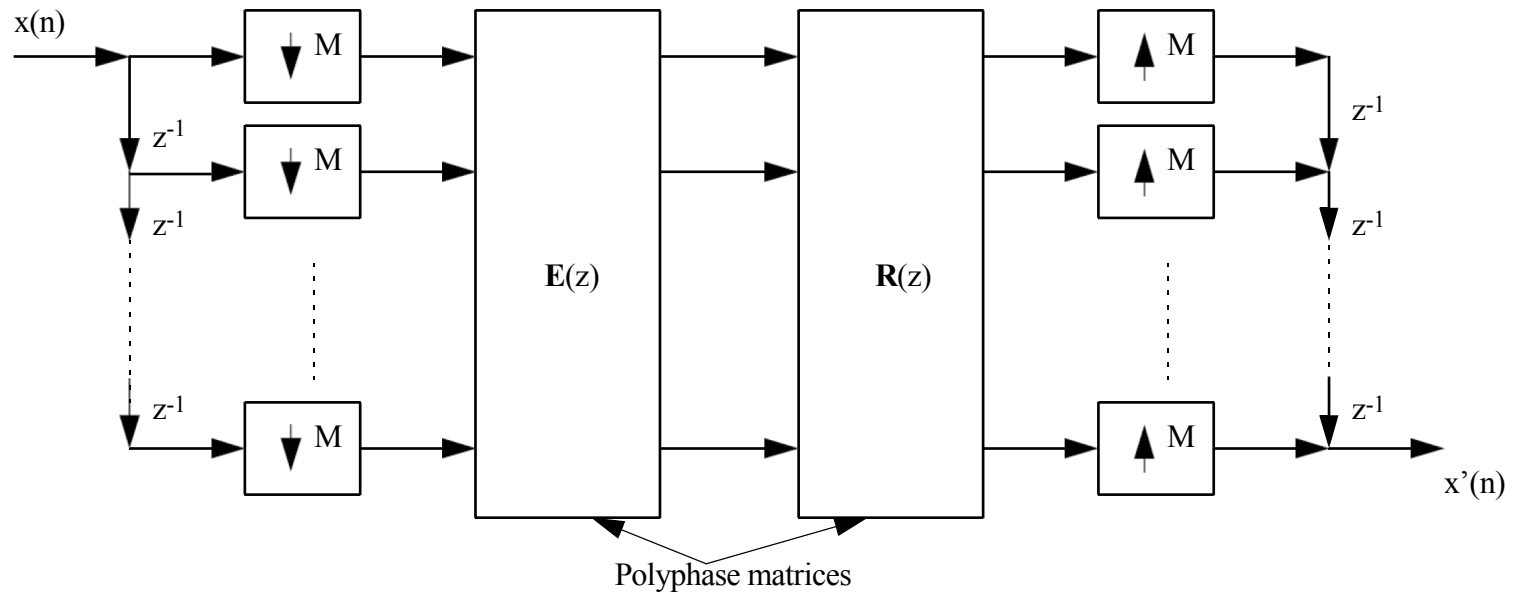 x(n)
M
M
z⁻¹
z⁻¹
M
M
z⁻¹
z⁻¹
E(z)
R(z)
z⁻¹
M
M
z⁻¹
x’(n)
Polyphase matrices